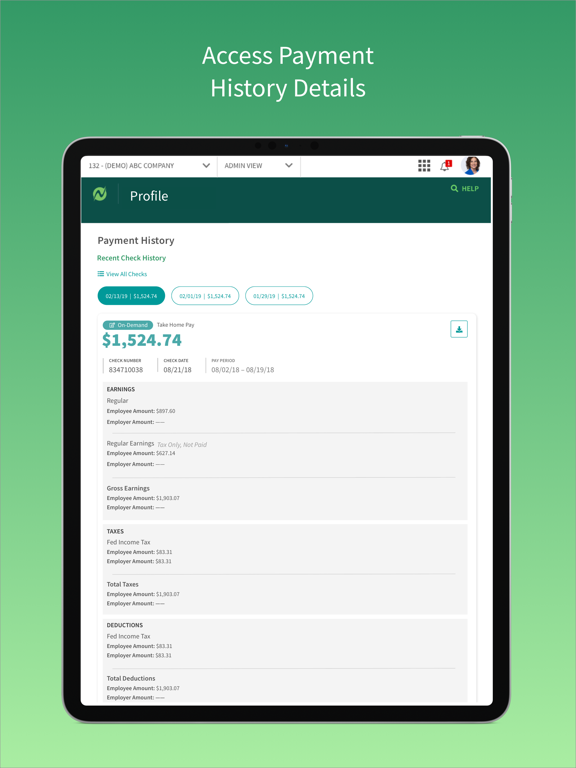 Access Payment
History Details
132 - (DEMO) ABC COMPANY
ADMIN VIEW
1
Profile
HELP
Payment History
Recent Check History
View All Checks
02/13/19 | $1,524.74
02/01/19 | $1,524.74
01/29/19 | $1,524.74
On-Demand Take Home Pay
$1,524.74
CHECK NUMBER
834710038
CHECK DATE
08/21/18
PAY PERIOD
08/02/18 – 08/19/18
EARNINGS
Regular
Employee Amount: $897.60
Employer Amount: -----
Regular Earnings Tax Only, Not Paid
Employee Amount: $627.14
Employer Amount: -----
Gross Earnings
Employee Amount: $1,903.07
Employer Amount: -----
TAXES
Fed Income Tax
Employee Amount: $83.31
Employer Amount: $83.31
Total Taxes
Employee Amount: $1,903.07
Employer Amount: -----
DEDUCTIONS
Fed Income Tax
Employee Amount: $83.31
Employer Amount: $83.31
Total Deductions
Employee Amount: $1,903.07
Employer Amount: -----